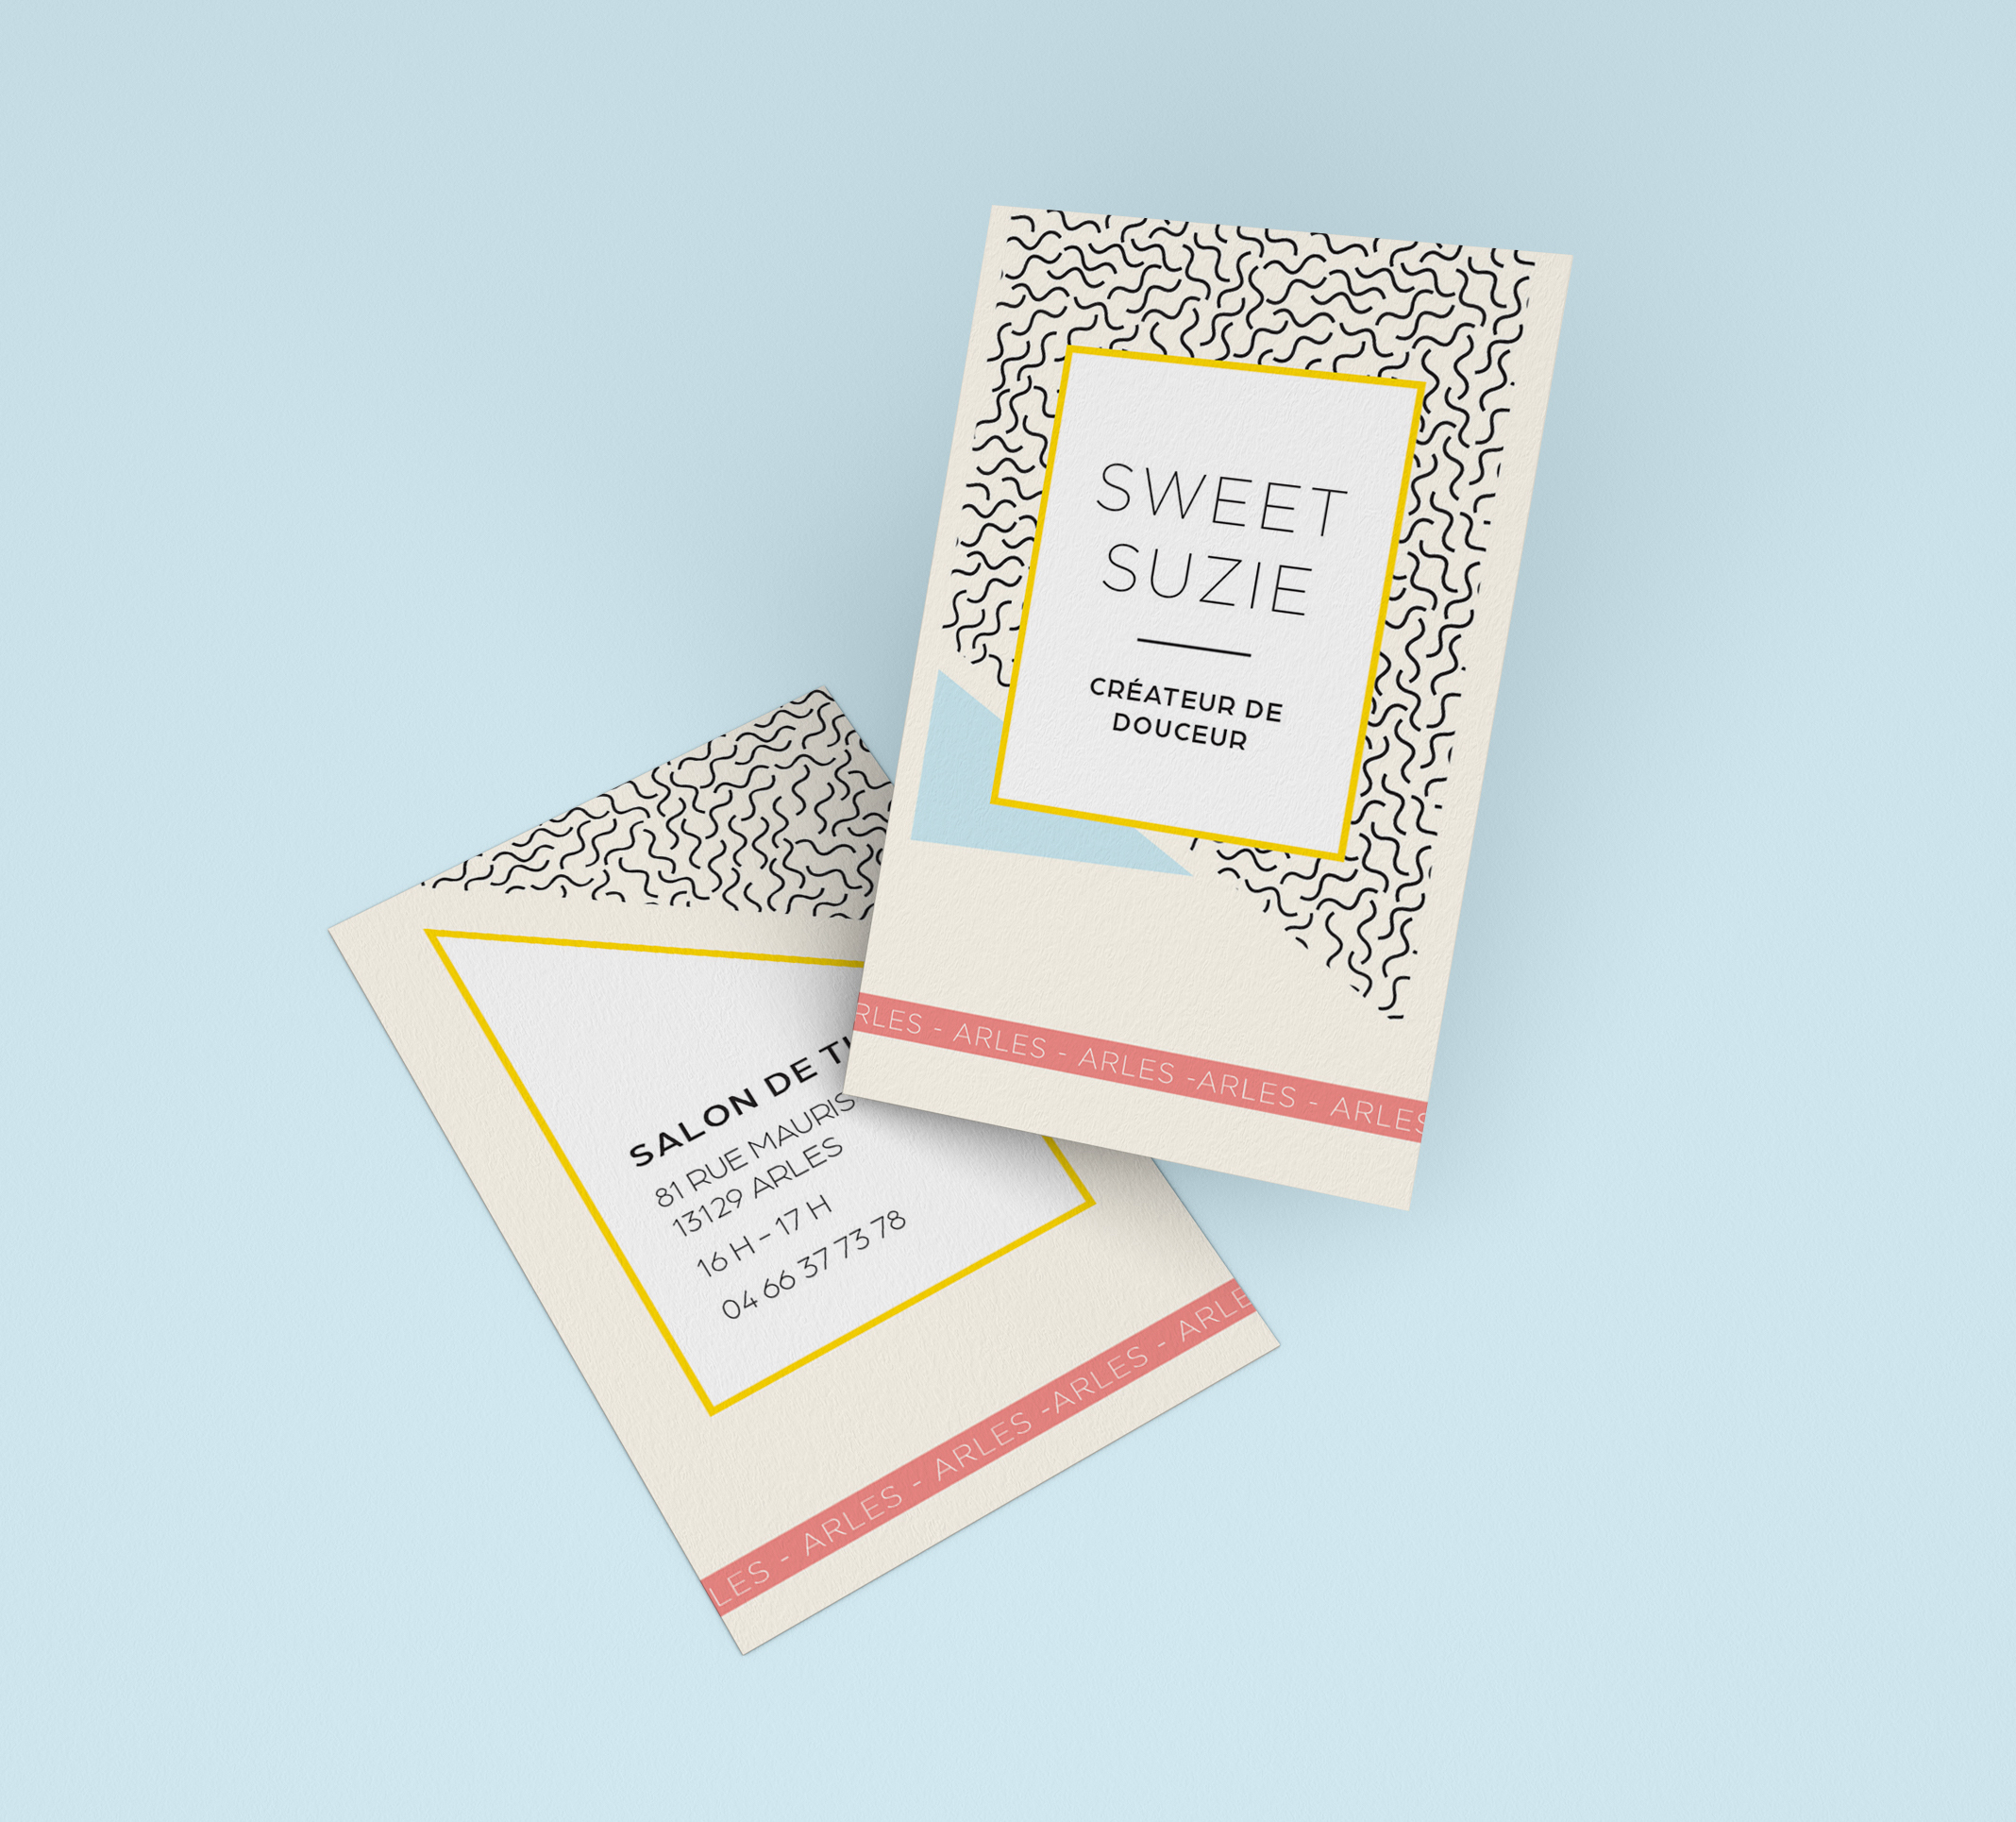 SWEET
SUZIE
CRÉATEUR DE
DOUCEUR
RLES - ARLES - ARLES -ARLES - ARLES
SALON DE
81 RUE
13129 ARLES
16 H - 17 H
04 66 37 73 78
LES - ARLES - ARLES -ARLES - ARLE